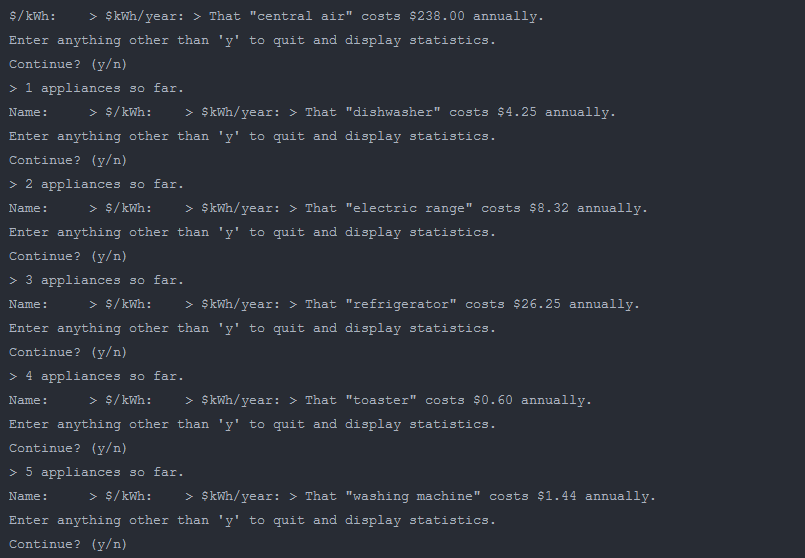 $/kWh:    > $kWh/year: > That "central air" costs $238.00 annually.
Enter anything other than 'y' to quit and display statistics.
Continue? (y/n)
> 1 appliances so far.
Name:     > $/kWh:    > $kWh/year: > That "dishwasher" costs $4.25 annually.
Enter anything other than 'y' to quit and display statistics.
Continue? (y/n)
> 2 appliances so far.
Name:     > $/kWh:    > $kWh/year: > That "electric range" costs $8.32 annually.
Enter anything other than 'y' to quit and display statistics.
Continue? (y/n)
> 3 appliances so far.
Name:     > $/kWh:    > $kWh/year: > That "refrigerator" costs $26.25 annually.
Enter anything other than 'y' to quit and display statistics.
Continue? (y/n)
> 4 appliances so far.
Name:     > $/kWh:    > $kWh/year: > That "toaster" costs $0.60 annually.
Enter anything other than 'y' to quit and display statistics.
Continue? (y/n)
> 5 appliances so far.
Name:     > $/kWh:    > $kWh/year: > That "washing machine" costs $1.44 annually.
Enter anything other than 'y' to quit and display statistics.
Continue? (y/n)